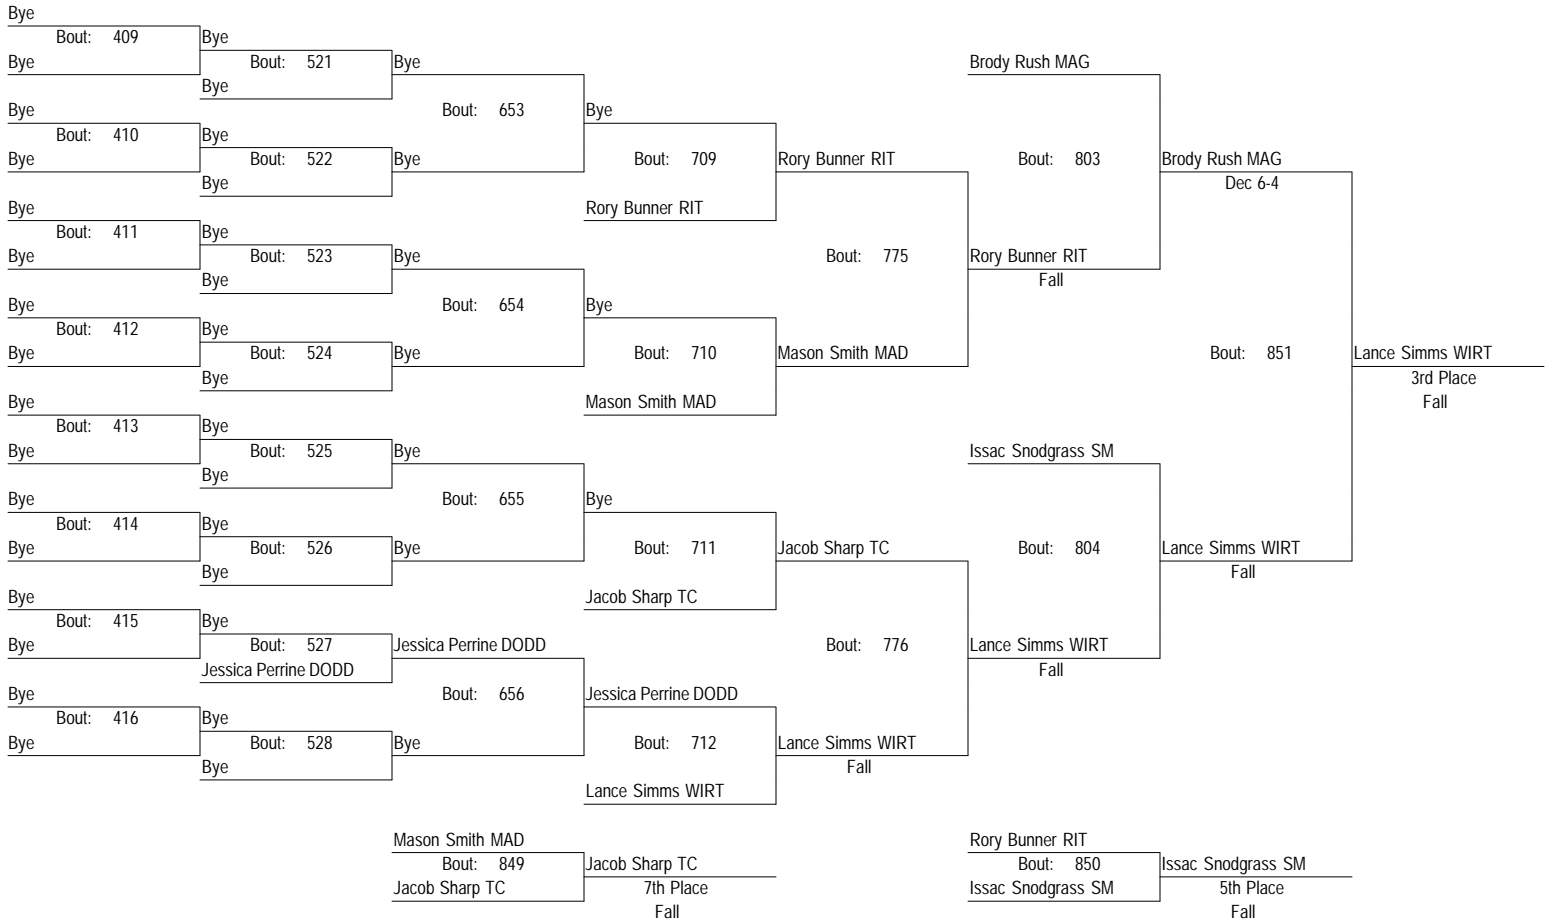 Bye
Bout: 409
Bye
Bye
Bout: 521
Bye
Bye
Bout: 410
Bye
Bye
Bout: 522
Bye
Bye
Bout: 653
Bye
Bye
Bout: 411
Bye
Bye
Bout: 523
Bye
Bye
Bout: 412
Bye
Bye
Bout: 524
Bye
Bye
Bout: 654
Bye
Bye
Bout: 413
Bye
Bye
Bout: 525
Bye
Bye
Bout: 414
Bye
Bye
Bout: 526
Bye
Bye
Bout: 655
Bye
Bye
Bout: 415
Bye
Bye
Bout: 527
Jessica Perrine DODD
Bye
Bout: 416
Bye
Bye
Bout: 528
Bye
Jessica Perrine DODD
Bout: 656
Bye
Bye
Bout: 709
Rory Bunner RIT
Bye
Bout: 710
Mason Smith MAD
Bye
Bout: 711
Jacob Sharp TC
Jessica Perrine DODD
Bout: 712
Lance Simms WIRT
Rory Bunner RIT
Bout: 775
Mason Smith MAD
Jacob Sharp TC
Bout: 776
Lance Simms WIRT
Fall
Brody Rush MAG
Bout: 803
Rory Bunner RIT
Fall
Issac Snodgrass SM
Bout: 804
Lance Simms WIRT
Fall
Brody Rush MAG
Dec 6-4
Bout: 851
Lance Simms WIRT
Fall
Lance Simms WIRT
3rd Place
Fall
Mason Smith MAD
Bout: 849
Jacob Sharp TC
Jacob Sharp TC
7th Place
Fall
Rory Bunner RIT
Bout: 850
Issac Snodgrass SM
Issac Snodgrass SM
5th Place
Fall